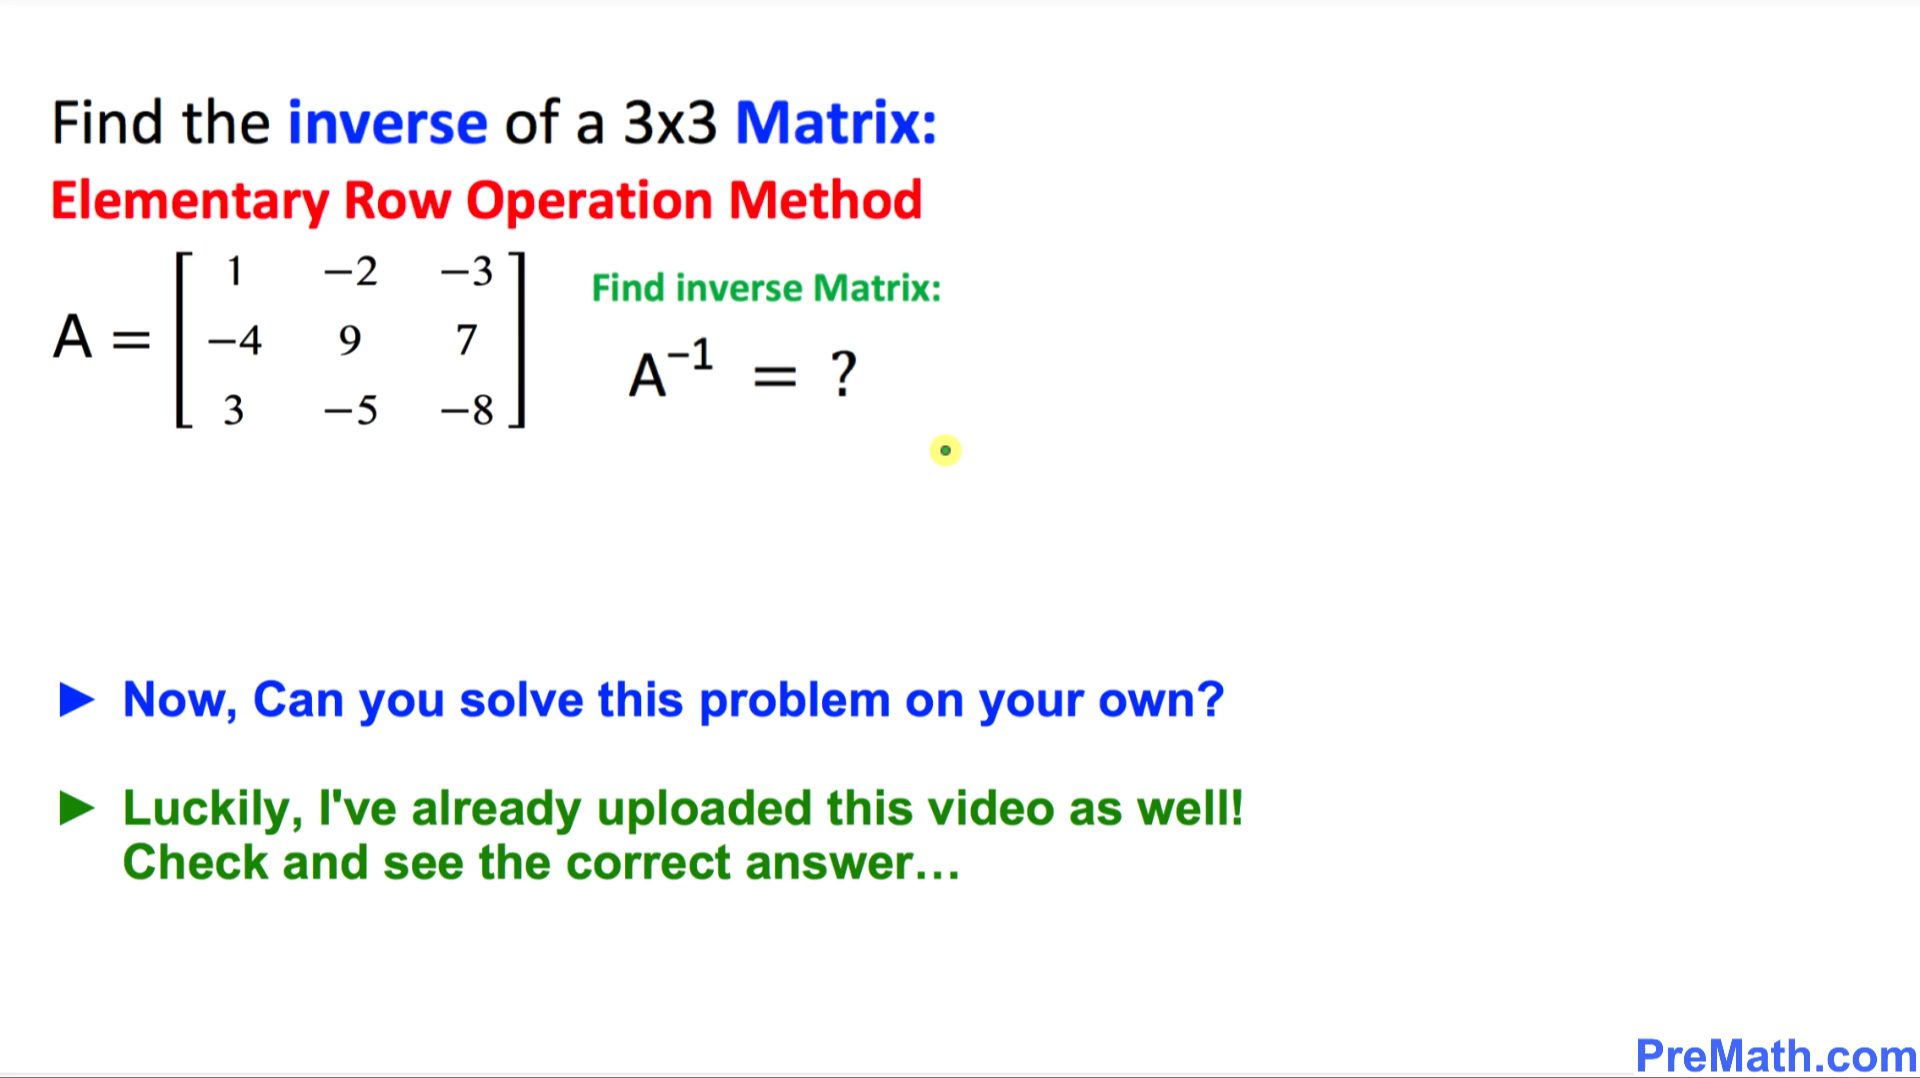 Find the inverse of a 3x3 Matrix:
Elementary Row Operation Method
A = [ 1 −2 −3
−4 9 7
3 −5 −8 ]
Find inverse Matrix:
A⁻¹ = ?
► Now, Can you solve this problem on your own?
► Luckily, I've already uploaded this video as well!
Check and see the correct answer...
PreMath.com